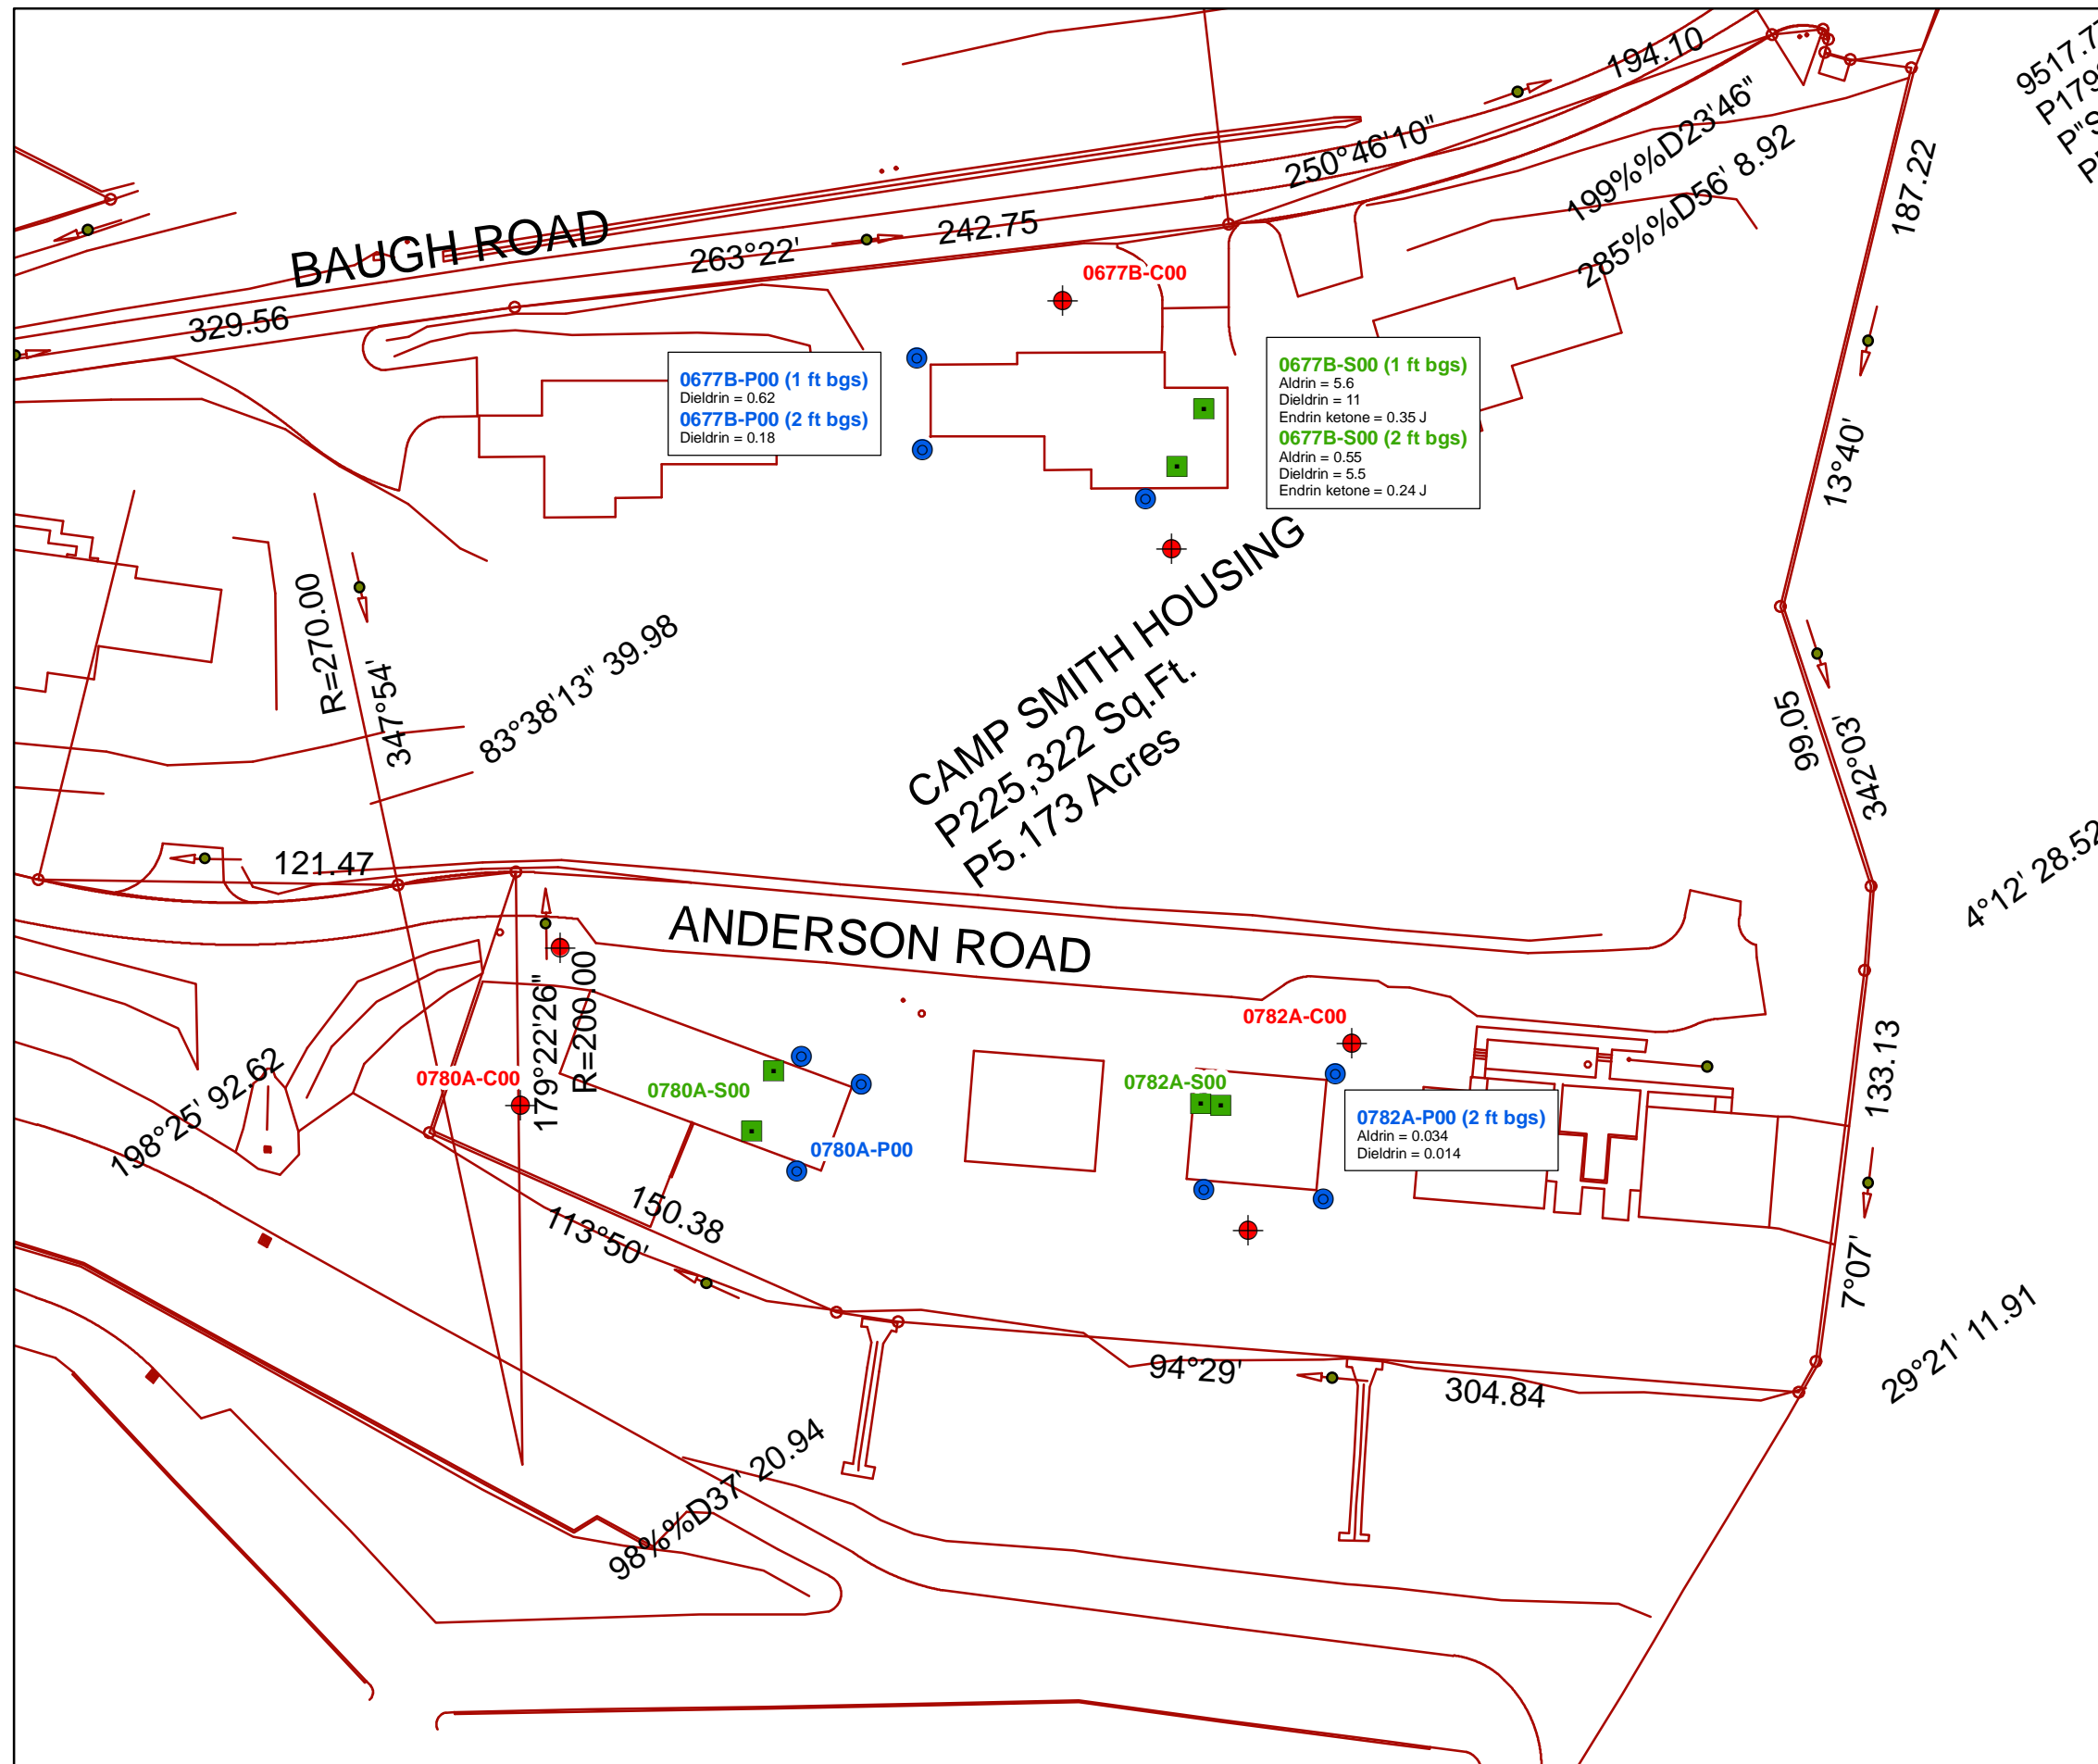 194.10
9517.7
250°46'10"
199%%D23'46"
285%%D56' 8.92
187.22
BAUGH ROAD
263°22'
242.75
329.56
0677B-C00
0677B-P00 (1 ft bgs)
Dieldrin = 0.62
0677B-P00 (2 ft bgs)
Dieldrin = 0.18
0677B-S00 (1 ft bgs)
Aldrin = 5.6
Dieldrin = 11
Endrin ketone = 0.35 J
0677B-S00 (2 ft bgs)
Aldrin = 0.55
Dieldrin = 5.5
Endrin ketone = 0.24 J
13°40'
R=270.00
347°54'
83°38'13" 39.98
CAMP SMITH HOUSING
P225,322 Sq.Ft.
P5.173 Acres
99.05
342°03'
121.47
4°12' 28.52
ANDERSON ROAD
179°22'26"
R=200.00
0780A-C00
0780A-S00
0780A-P00
0782A-C00
0782A-S00
0782A-P00 (2 ft bgs)
Aldrin = 0.034
Dieldrin = 0.014
133.13
198°25' 92.62
150.38
113°50'
7°07'
94°29'
304.84
29°21' 11.91
98%%D37' 20.94